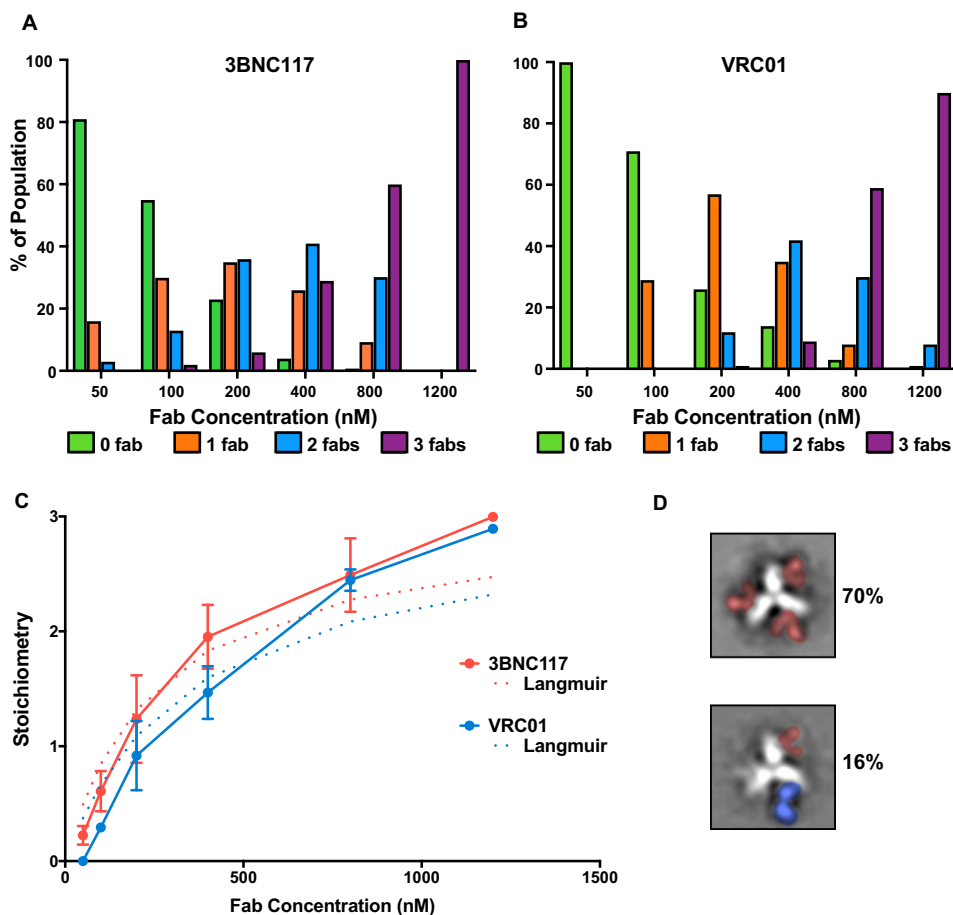 A
B
3BNC117
VRC01
% of Population
100
80
60
40
20
0
50 100 200 400 800 1200
Fab Concentration (nM)
0 fab 1 fab 2 fabs 3 fabs
100
80
60
40
20
0
50 100 200 400 800 1200
Fab Concentration (nM)
0 fab 1 fab 2 fabs 3 fabs
C
D
Stoichiometry
3
2
1
0
0 500 1000 1500
Fab Concentration (nM)
3BNC117
Langmuir
VRC01
Langmuir
70%
16%